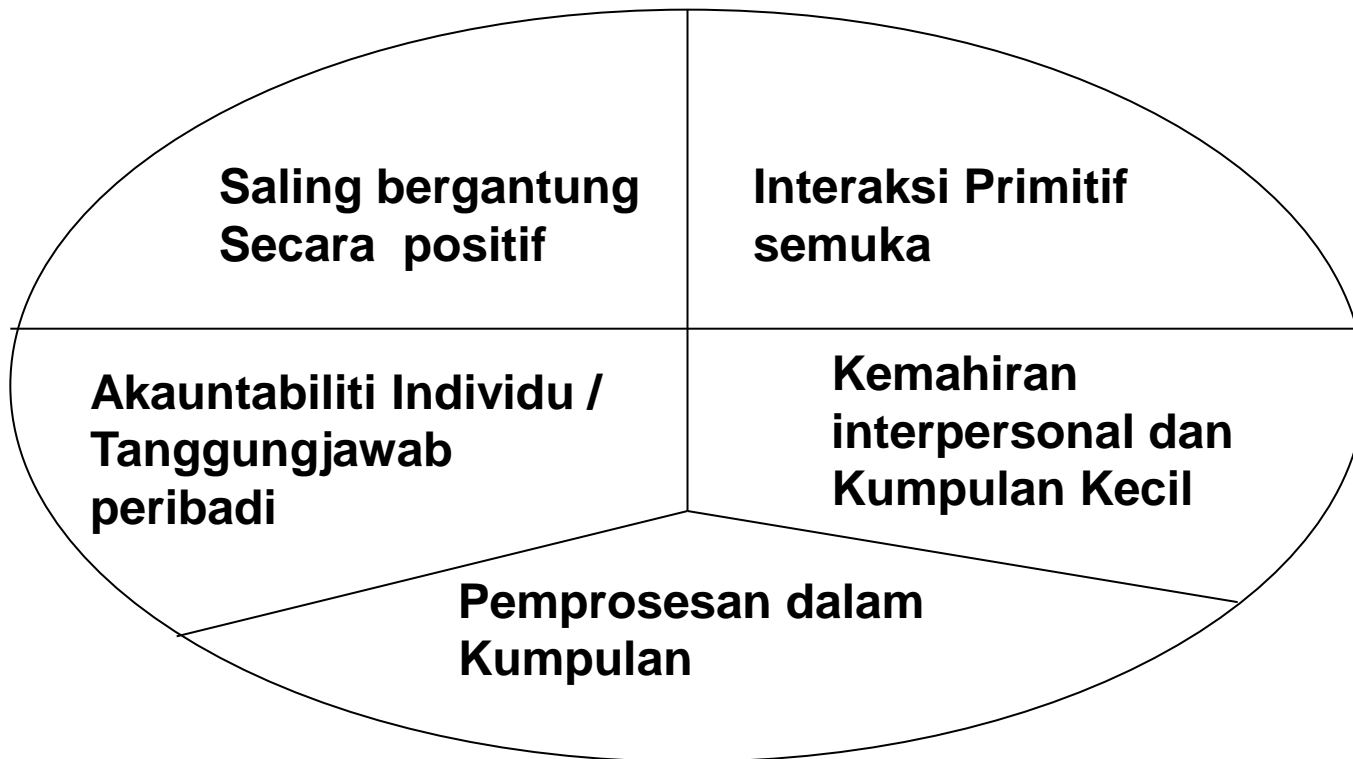 Saling bergantung
Secara positif
Interaksi Primitif
semuka
Akauntabiliti Individu /
Tanggungjawab
peribadi
Kemahiran
interpersonal dan
Kumpulan Kecil
Pemprosesan dalam
Kumpulan